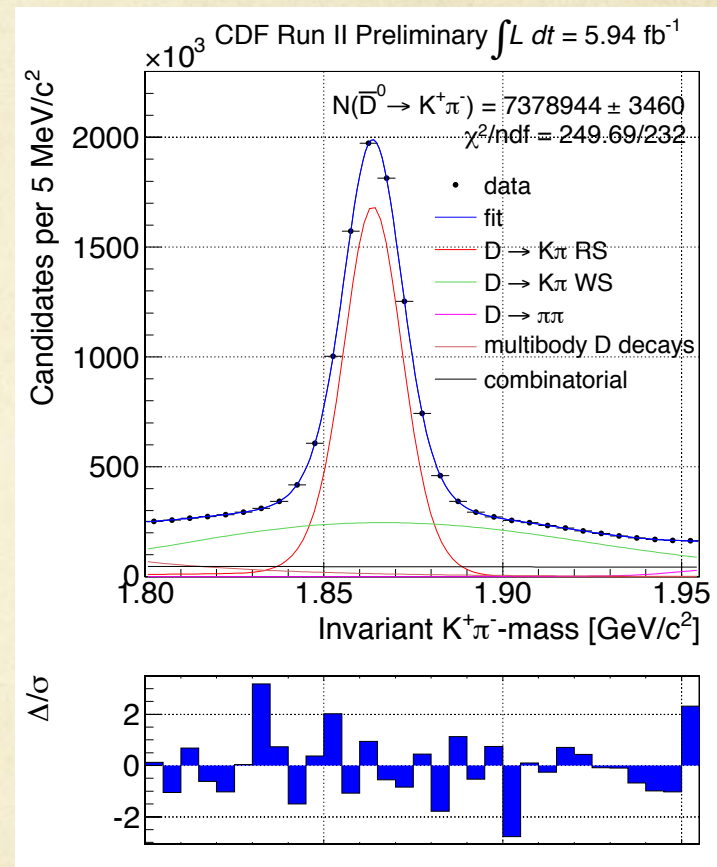 CDF Run II Preliminary ∫L dt = 5.94 fb⁻¹
×10³
N(D̅⁰ → K⁺π⁻) = 7378944 ± 3460
χ²/ndf = 249.69/232
data
fit
D → Kπ RS
D → Kπ WS
D → ππ
multibody D decays
combinatorial
Candidates per 5 MeV/c²
2000
1500
1000
500
0
1.80 1.85 1.90 1.95
Invariant K⁺π⁻-mass [GeV/c²]
Δ/σ
2
0
-2